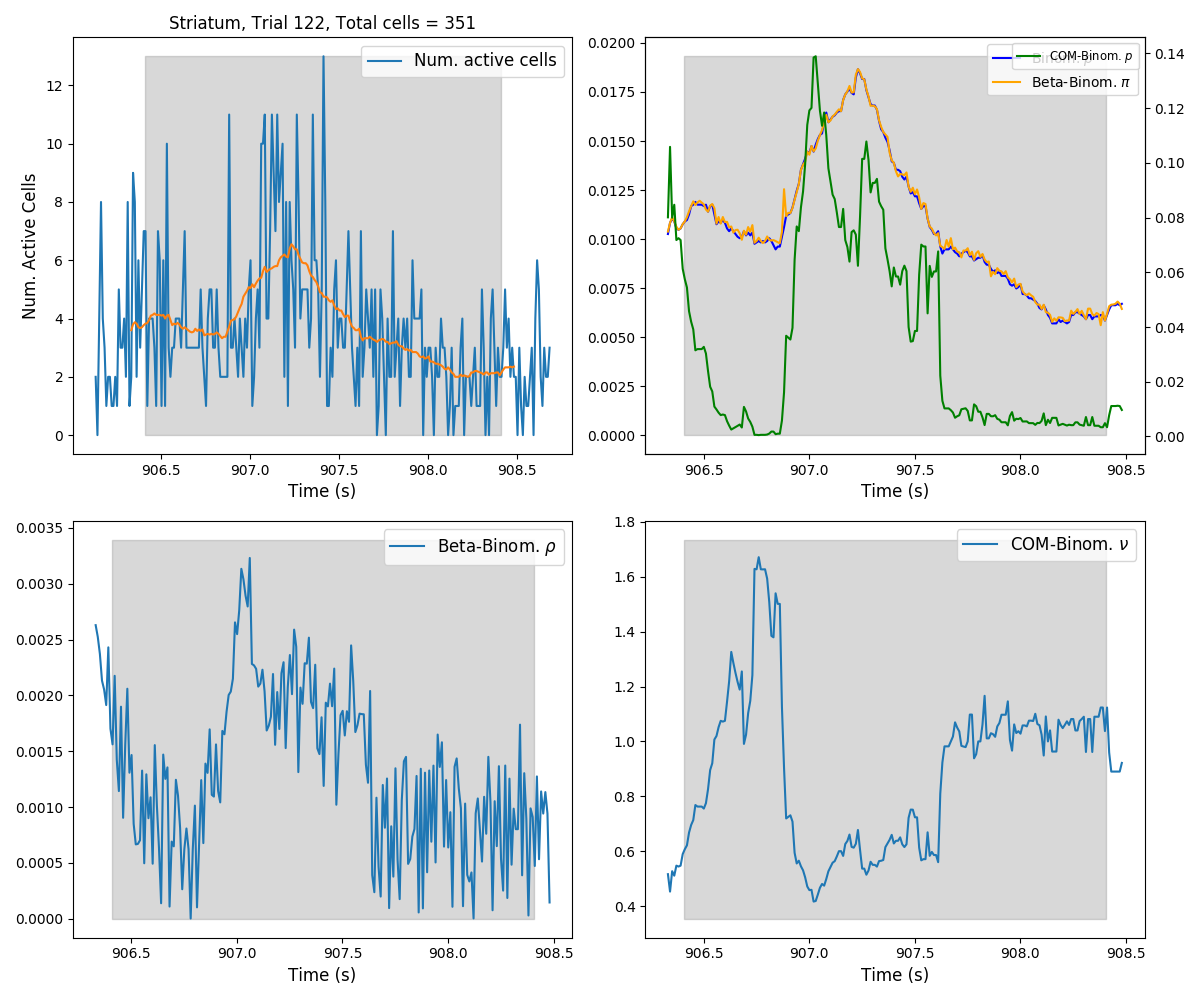 Striatum, Trial 122, Total cells = 351
Num. active cells
Num. Active Cells
12
10
8
6
4
2
0
906.5 907.0 907.5 908.0 908.5
Time (s)
COM-Binom. p
Beta-Binom. π
0.0200
0.0175
0.0150
0.0125
0.0100
0.0075
0.0050
0.0025
0.0000
0.14
0.12
0.10
0.08
0.06
0.04
0.02
0.00
906.5 907.0 907.5 908.0 908.5
Time (s)
Beta-Binom. ρ
0.0035
0.0030
0.0025
0.0020
0.0015
0.0010
0.0005
0.0000
906.5 907.0 907.5 908.0 908.5
Time (s)
COM-Binom. ν
1.8
1.6
1.4
1.2
1.0
0.8
0.6
0.4
906.5 907.0 907.5 908.0 908.5
Time (s)